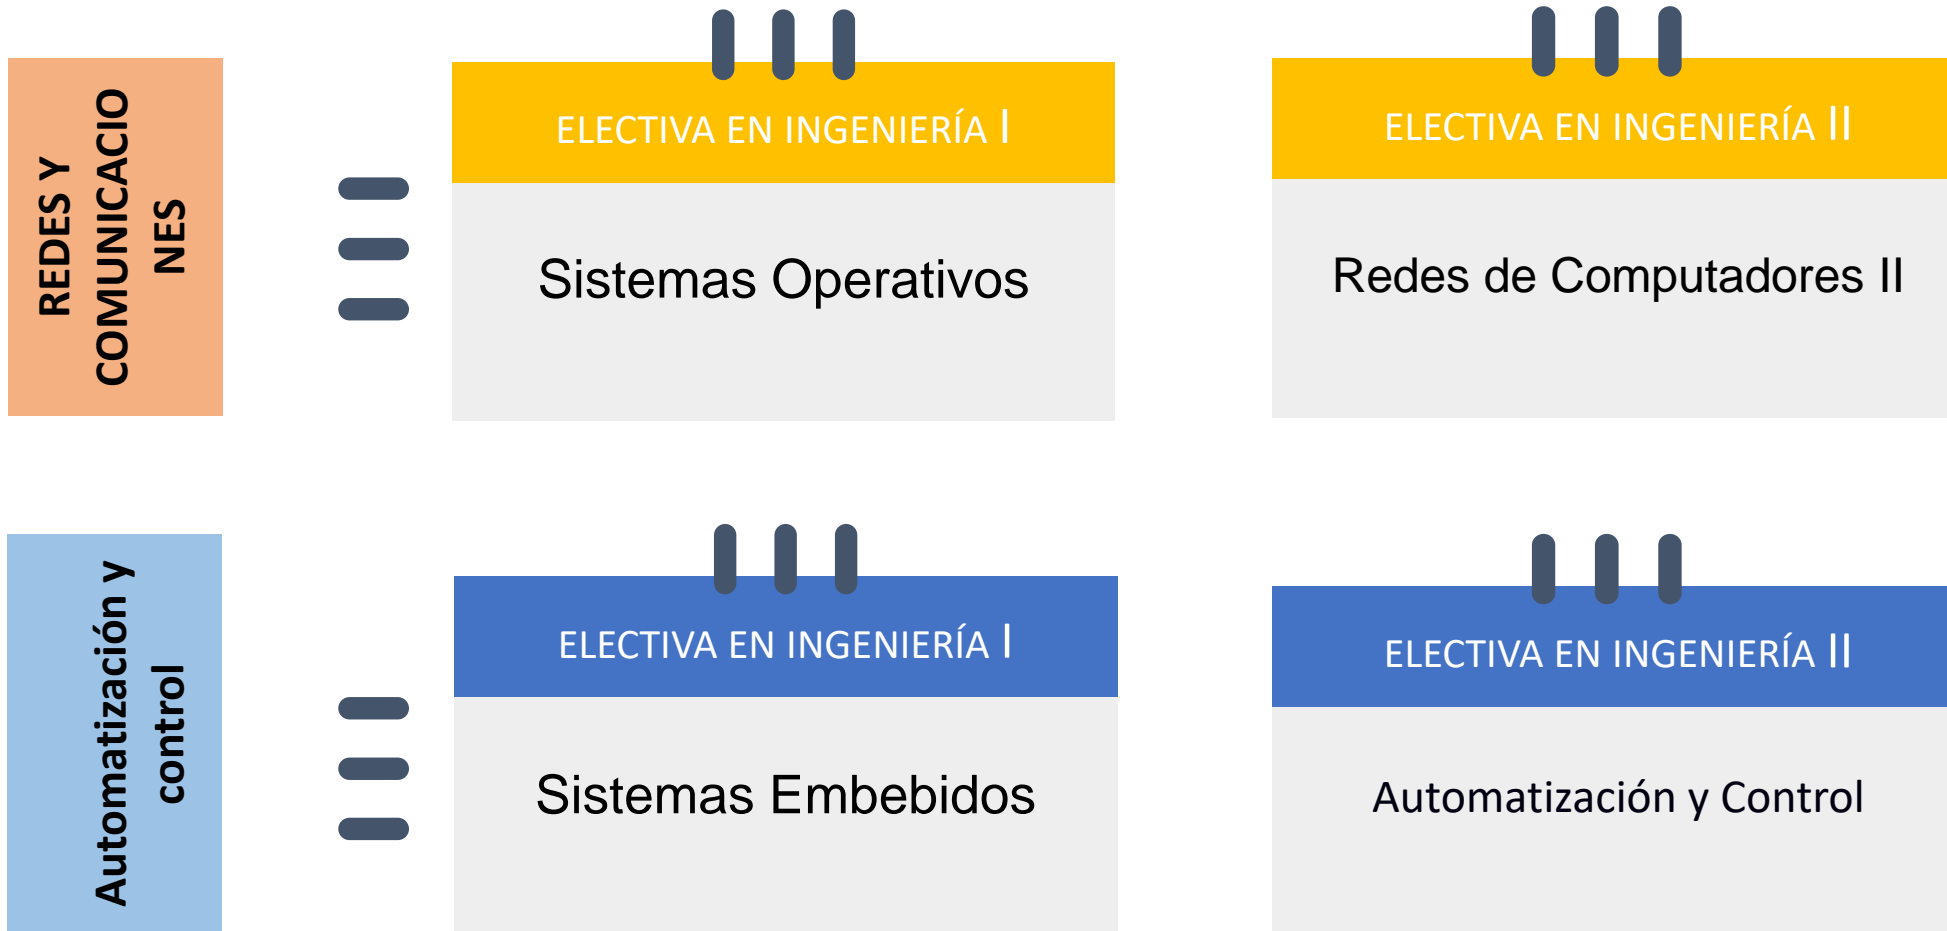 REDES Y
COMUNICACIO
NES
ELECTIVA EN INGENIERÍA I
Sistemas Operativos
ELECTIVA EN INGENIERÍA II
Redes de Computadores II
Automatización y
control
ELECTIVA EN INGENIERÍA I
Sistemas Embebidos
ELECTIVA EN INGENIERÍA II
Automatización y Control